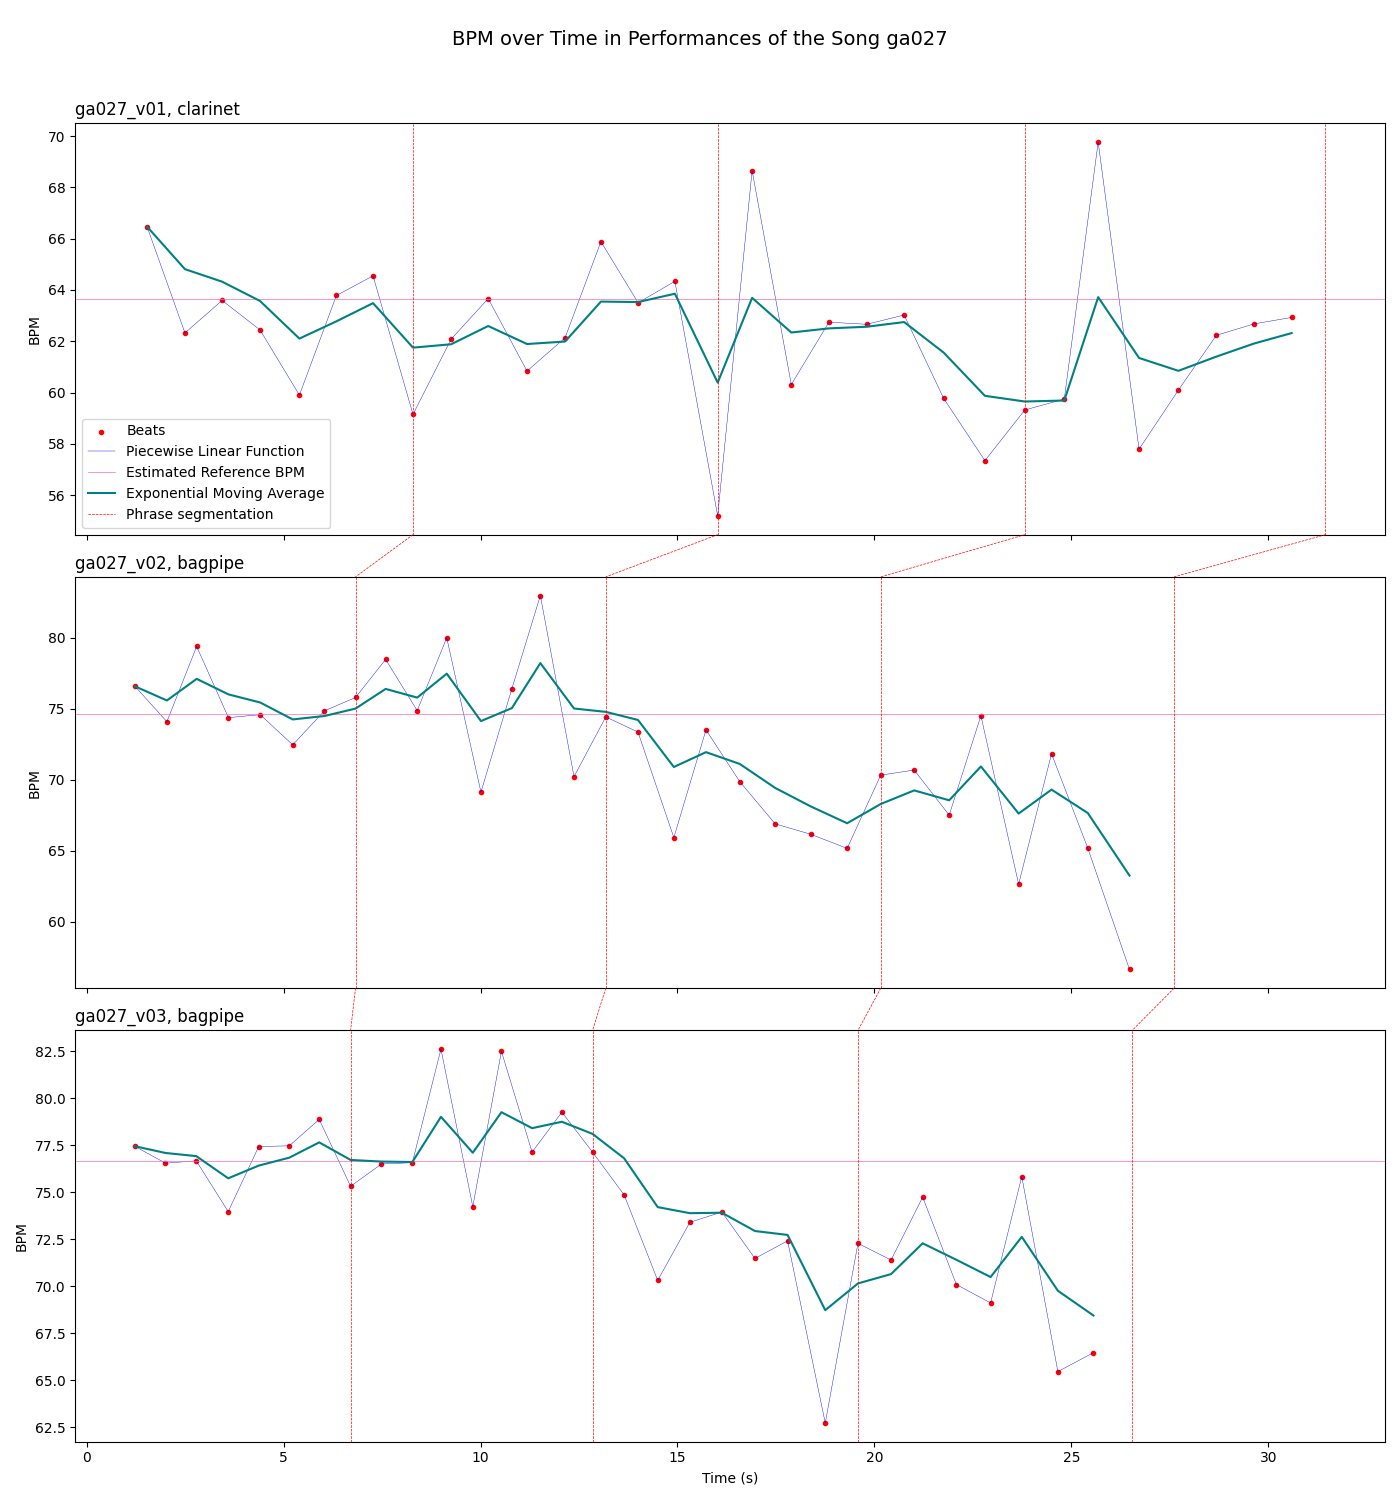 BPM over Time in Performances of the Song ga027
ga027_v01, clarinet
70
68
66
64
62
60
58
56
BPM
Beats
Piecewise Linear Function
Estimated Reference BPM
Exponential Moving Average
Phrase segmentation
ga027_v02, bagpipe
80
75
70
65
60
BPM
ga027_v03, bagpipe
82.5
80.0
77.5
75.0
72.5
70.0
67.5
65.0
62.5
BPM
0 5 10 15 20 25 30
Time (s)